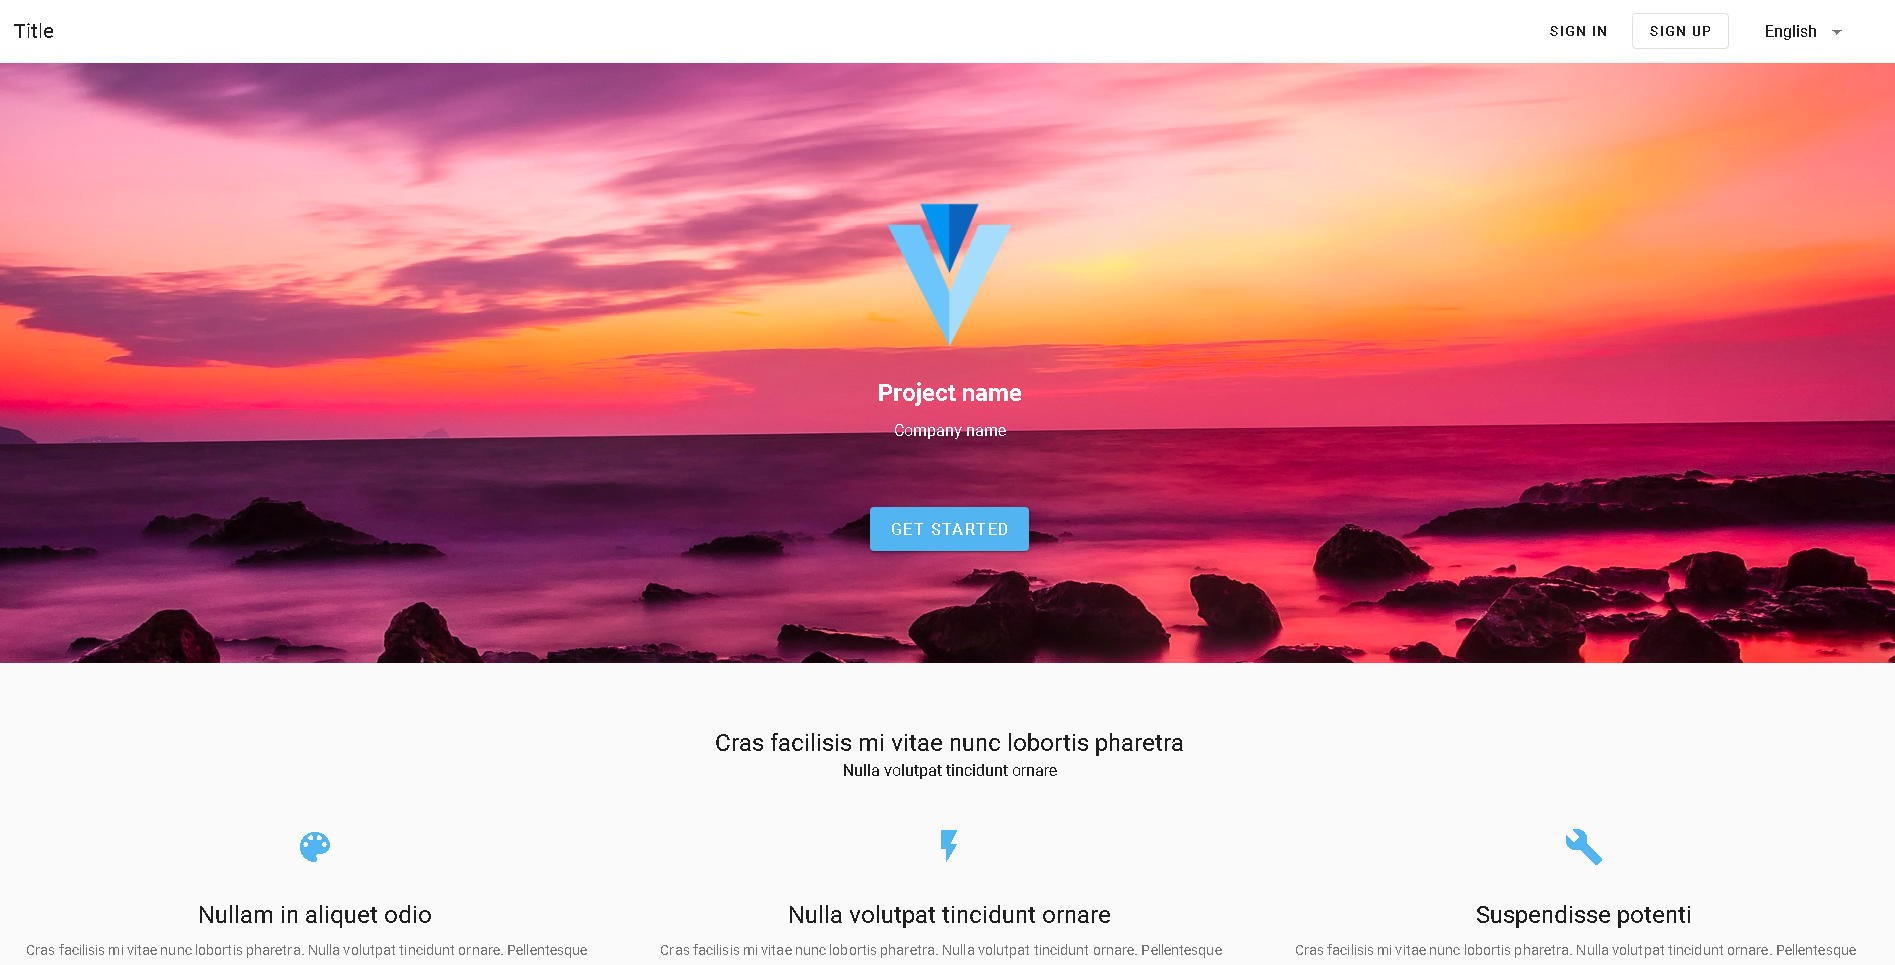 Title
SIGN IN
SIGN UP
English
Project name
Company name
GET STARTED
Cras facilisis mi vitae nunc lobortis pharetra
Nulla volutpat tincidunt ornare
Nullam in aliquet odio
Cras facilisis mi vitae nunc lobortis pharetra. Nulla volutpat tincidunt ornare. Pellentesque
Nulla volutpat tincidunt ornare
Cras facilisis mi vitae nunc lobortis pharetra. Nulla volutpat tincidunt ornare. Pellentesque
Suspendisse potenti
Cras facilisis mi vitae nunc lobortis pharetra. Nulla volutpat tincidunt ornare. Pellentesque